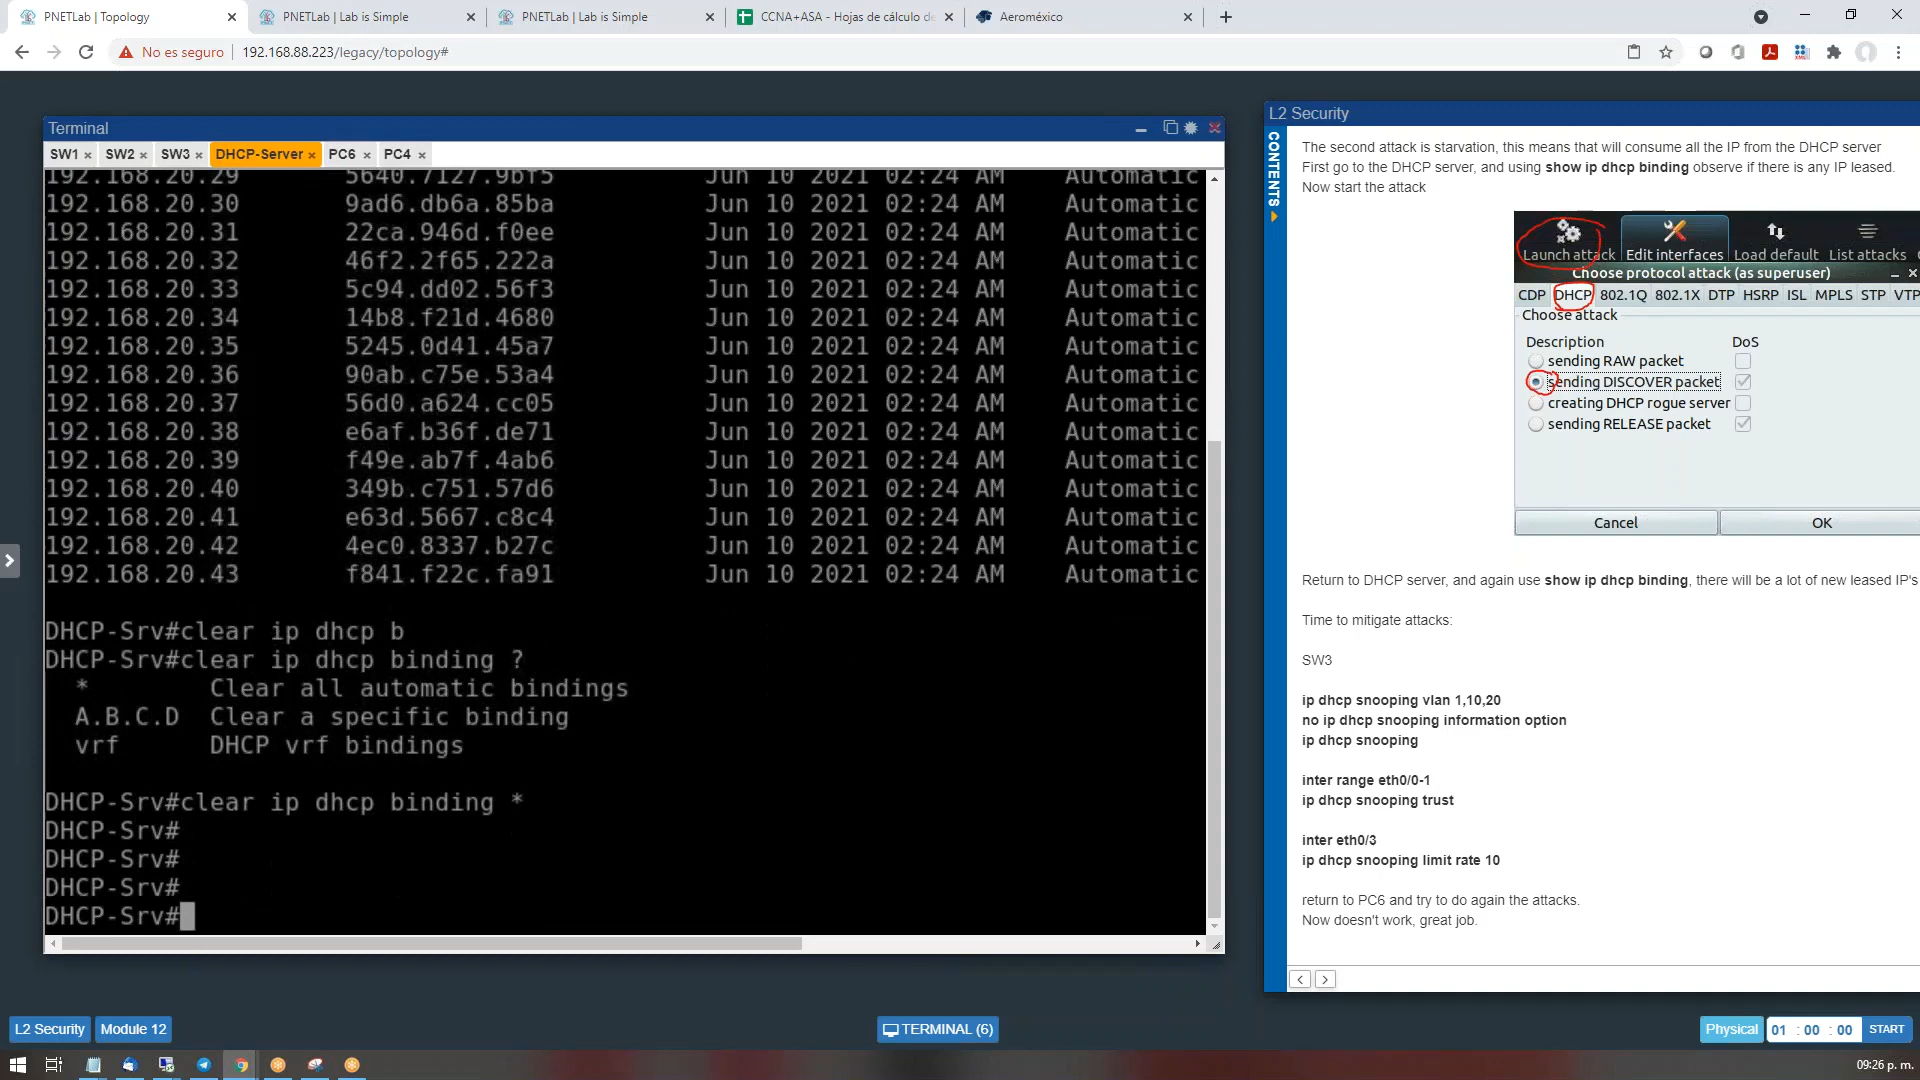 PNETLab | Topology
PNETLab | Lab is Simple
PNETLab | Lab is Simple
CCNA+ASA - Hojas de cálculo de
Aeroméxico
No es seguro
192.168.88.223/legacy/topology#
Terminal
SW1 SW2 SW3 DHCP-Server PC6 PC4
192.168.20.29 5640.7127.9bf5 Jun 10 2021 02:24 AM Automatic
192.168.20.30 9ad6.db6a.85ba Jun 10 2021 02:24 AM Automatic
192.168.20.31 22ca.946d.f0ee Jun 10 2021 02:24 AM Automatic
192.168.20.32 46f2.2f65.222a Jun 10 2021 02:24 AM Automatic
192.168.20.33 5c94.dd02.56f3 Jun 10 2021 02:24 AM Automatic
192.168.20.34 14b8.f21d.4680 Jun 10 2021 02:24 AM Automatic
192.168.20.35 5245.0d41.45a7 Jun 10 2021 02:24 AM Automatic
192.168.20.36 90ab.c75e.53a4 Jun 10 2021 02:24 AM Automatic
192.168.20.37 56d0.a624.cc05 Jun 10 2021 02:24 AM Automatic
192.168.20.38 e6af.b36f.de71 Jun 10 2021 02:24 AM Automatic
192.168.20.39 f49e.ab7f.4ab6 Jun 10 2021 02:24 AM Automatic
192.168.20.40 349b.c751.57d6 Jun 10 2021 02:24 AM Automatic
192.168.20.41 e63d.5667.c8c4 Jun 10 2021 02:24 AM Automatic
192.168.20.42 4ec0.8337.b27c Jun 10 2021 02:24 AM Automatic
192.168.20.43 f841.f22c.fa91 Jun 10 2021 02:24 AM Automatic
DHCP-Srv#clear ip dhcp b
DHCP-Srv#clear ip dhcp binding ?
* Clear all automatic bindings
A.B.C.D Clear a specific binding
vrf DHCP vrf bindings
DHCP-Srv#clear ip dhcp binding *
DHCP-Srv#
DHCP-Srv#
DHCP-Srv#
DHCP-Srv#
L2 Security
CONTENTS
The second attack is starvation, this means that will consume all the IP from the DHCP server
First go to the DHCP server, and using show ip dhcp binding observe if there is any IP leased.
Now start the attack
Launch attack Edit interfaces Load default List attacks
Choose protocol attack (as superuser)
CDP DHCP 802.1Q 802.1X DTP HSRP ISL MPLS STP VTP
Choose attack
Description DoS
sending RAW packet
sending DISCOVER packet
creating DHCP rogue server
sending RELEASE packet
Cancel OK
Return to DHCP server, and again use show ip dhcp binding, there will be a lot of new leased IP's
Time to mitigate attacks:
SW3
ip dhcp snooping vlan 1,10,20
no ip dhcp snooping information option
ip dhcp snooping
inter range eth0/0-1
ip dhcp snooping trust
inter eth0/3
ip dhcp snooping limit rate 10
return to PC6 and try to do again the attacks.
Now doesn't work, great job.
L2 Security Module 12
TERMINAL (6)
Physical 01 : 00 : 00 START
09:26 p. m.